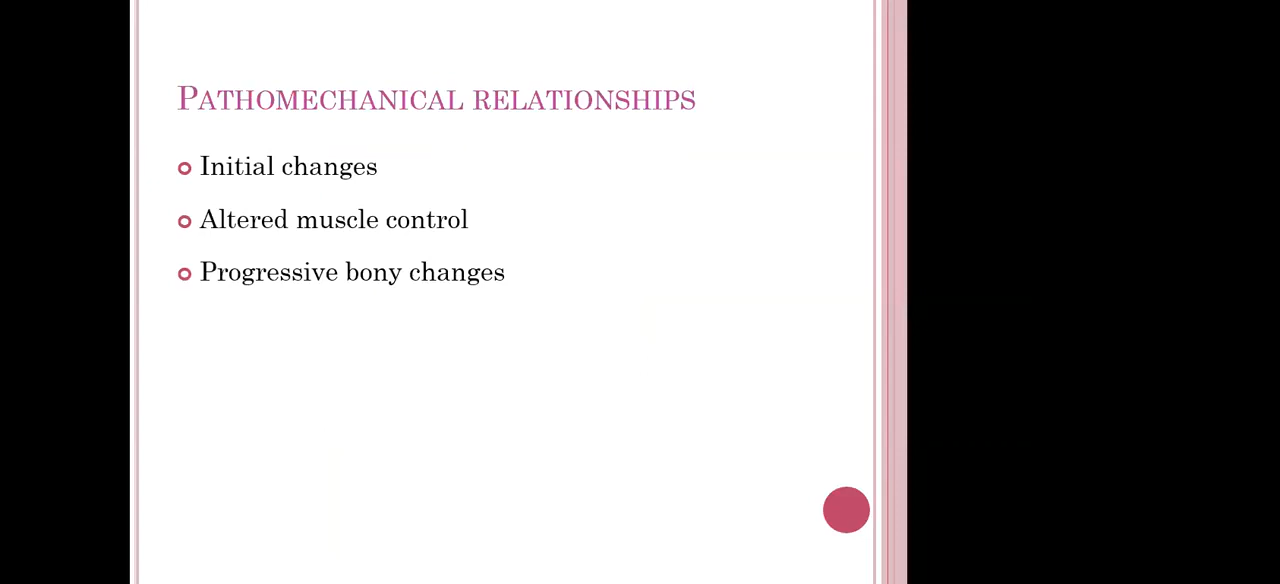 Pathomechanical relationships
Initial changes
Altered muscle control
Progressive bony changes